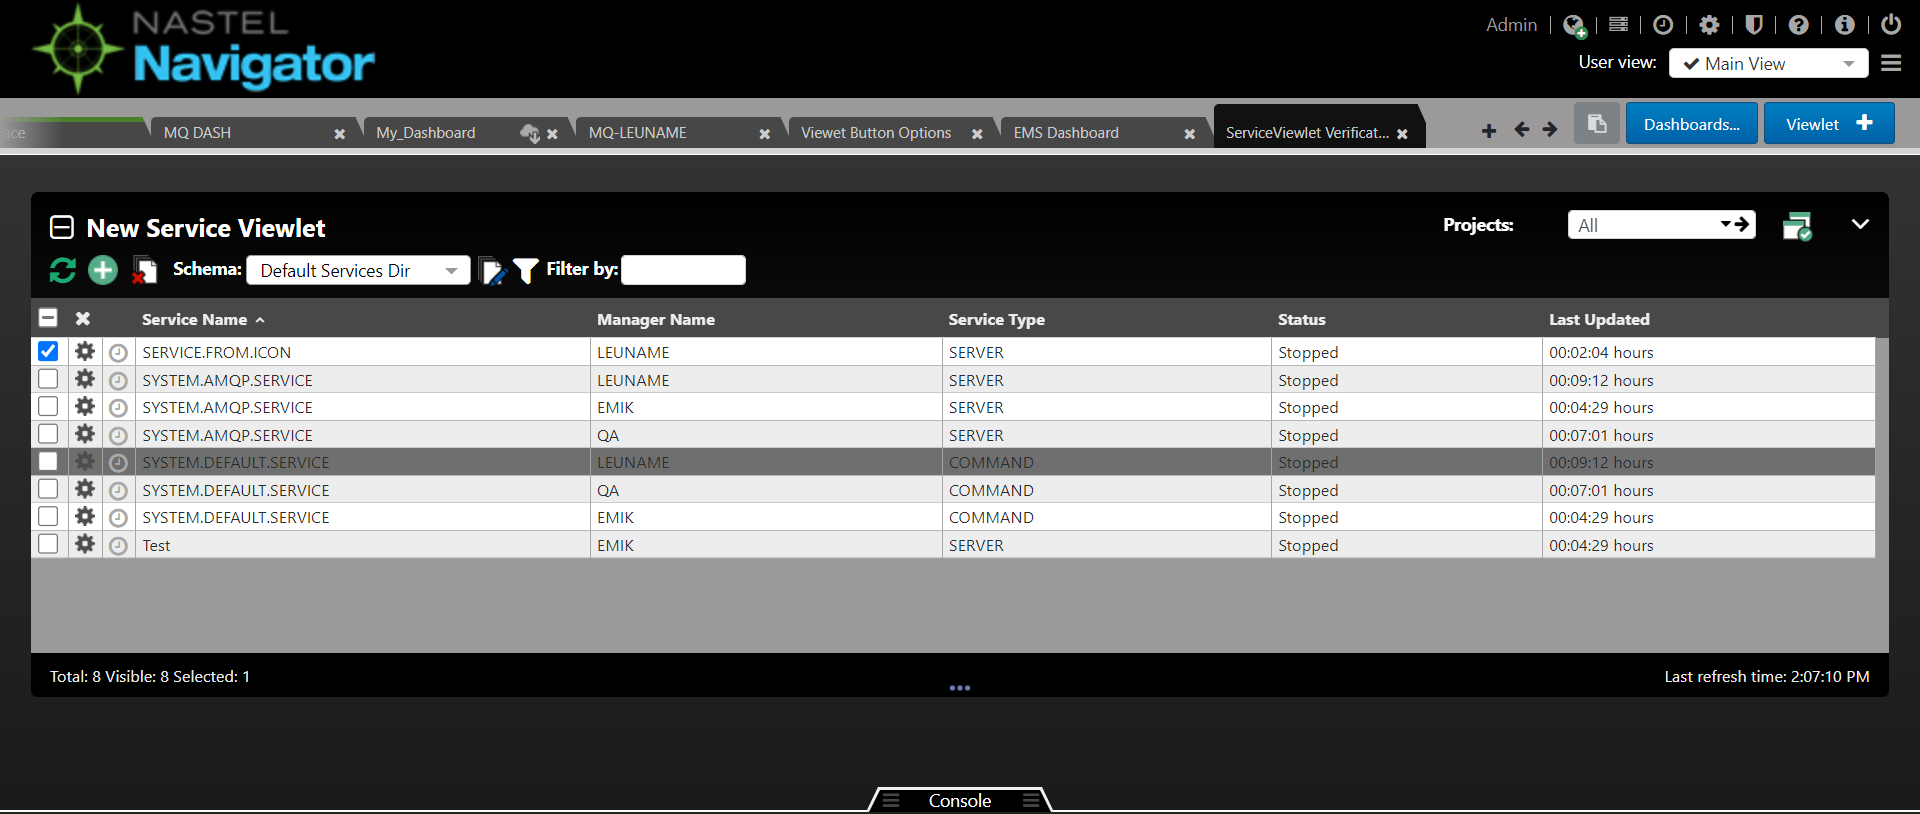 NASTEL
Navigator
Admin
User view: Main View
ace
MQ DASH
My_Dashboard
MQ-LEUNAME
Viewet Button Options
EMS Dashboard
ServiceViewlet Verificat...
Dashboards...
Viewlet
New Service Viewlet
Projects: All
Schema: Default Services Dir Filter by:
Service Name Manager Name Service Type Status Last Updated
SERVICE.FROM.ICON LEUNAME SERVER Stopped 00:02:04 hours
SYSTEM.AMQP.SERVICE LEUNAME SERVER Stopped 00:09:12 hours
SYSTEM.AMQP.SERVICE EMIK SERVER Stopped 00:04:29 hours
SYSTEM.AMQP.SERVICE QA SERVER Stopped 00:07:01 hours
SYSTEM.DEFAULT.SERVICE LEUNAME COMMAND Stopped 00:09:12 hours
SYSTEM.DEFAULT.SERVICE QA COMMAND Stopped 00:07:01 hours
SYSTEM.DEFAULT.SERVICE EMIK COMMAND Stopped 00:04:29 hours
Test EMIK SERVER Stopped 00:04:29 hours
Total: 8 Visible: 8 Selected: 1
Last refresh time: 2:07:10 PM
Console